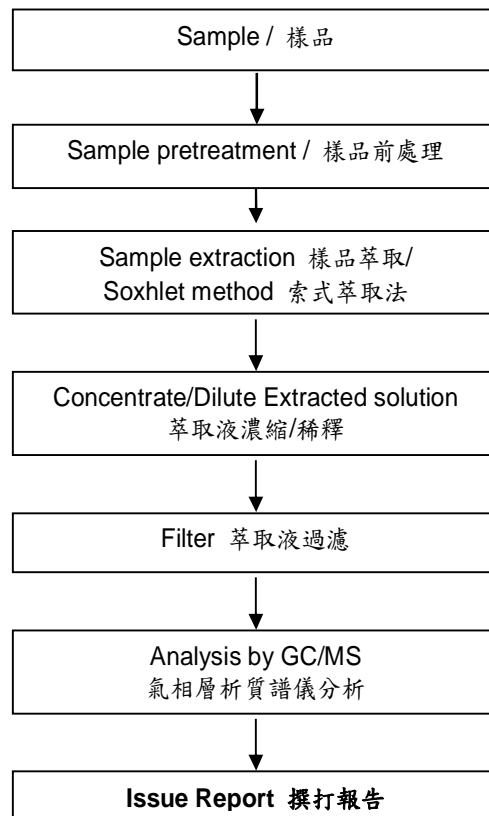 Sample / 樣品
Sample pretreatment / 樣品前處理
Sample extraction 樣品萃取/
Soxhlet method 索式萃取法
Concentrate/Dilute Extracted solution
萃取液濃縮/稀釋
Filter 萃取液過濾
Analysis by GC/MS
氣相層析質譜儀分析
Issue Report 撰打報告